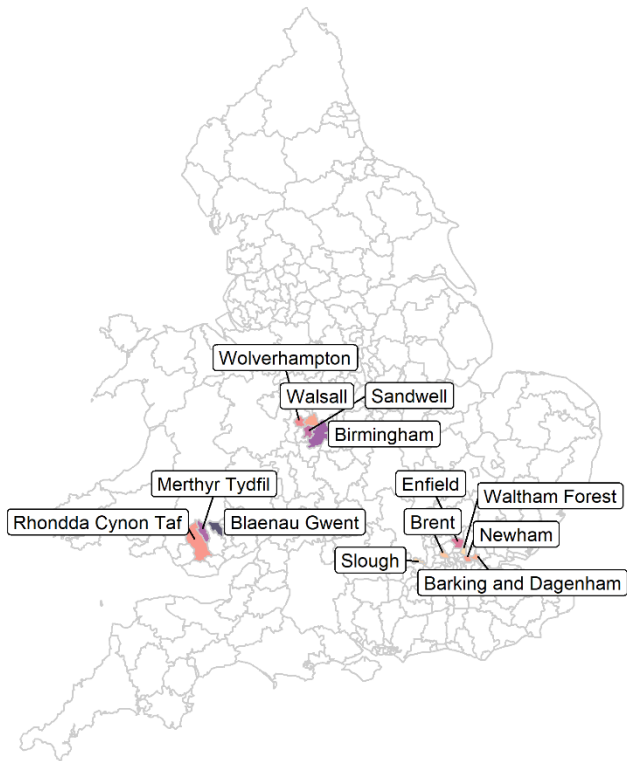 Wolverhampton
Walsall
Sandwell
Birmingham
Merthyr Tydfil
Rhondda Cynon Taf
Blaenau Gwent
Enfield
Waltham Forest
Brent
Newham
Slough
Barking and Dagenham